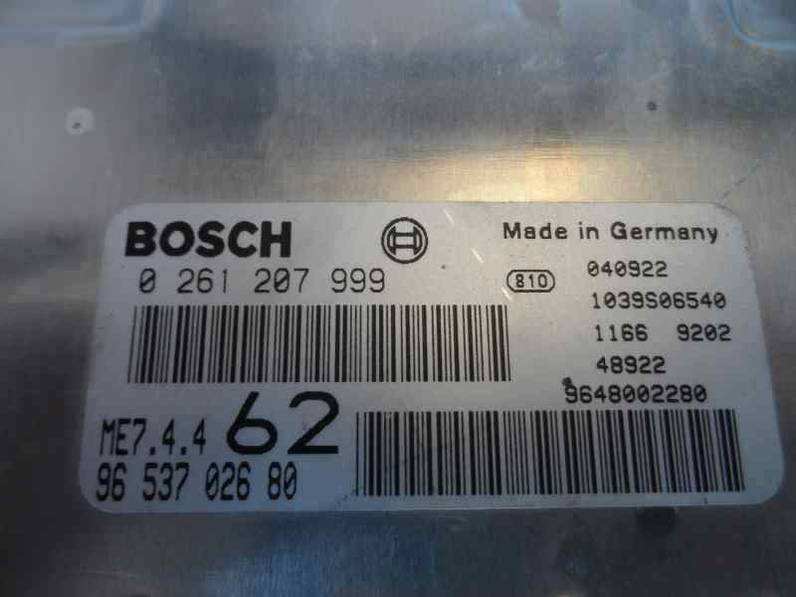 BOSCH
Made in Germany
0 261 207 999
810
040922
1039S06540
1166 9202
48922
9648002280
ME7.4.4 62
96 537 026 80